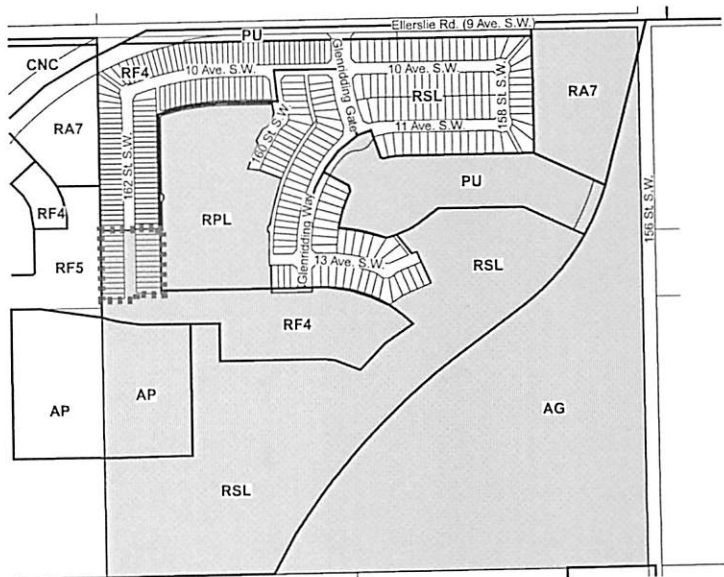 Ellerslie Rd. (9 Ave. S.W.)
PU
CNC
RF4
10 Ave. S.W.
Glenridding Gate
10 Ave. S.W.
RSL
158 St. S.W.
RA7
RA7
11 Ave. S.W.
160 St. S.W.
162 St. S.W.
PU
RF4
RPL
Glenridding Way
156 St. S.W.
RF5
13 Ave. S.W.
RSL
RF4
AP
AP
AG
RSL